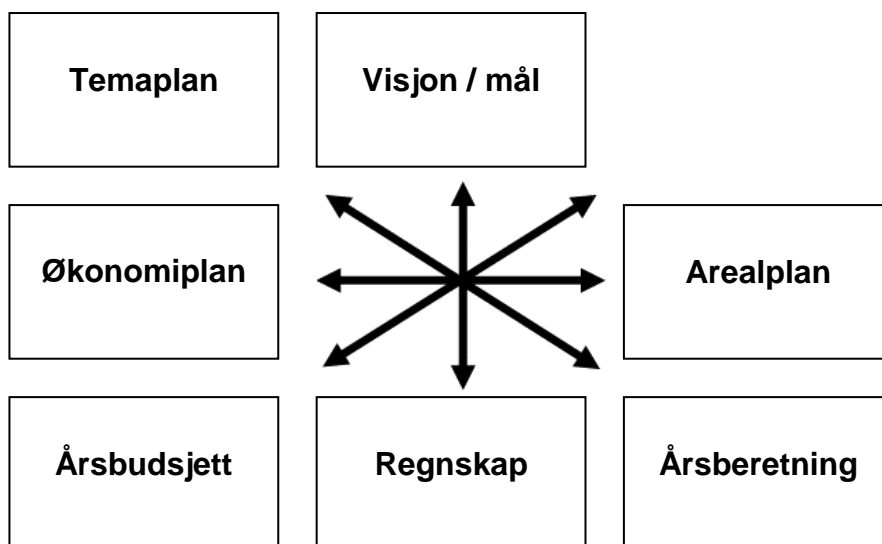 Temaplan
Visjon / mål
Økonomiplan
Arealplan
Årsbudsjett
Regnskap
Årsberetning